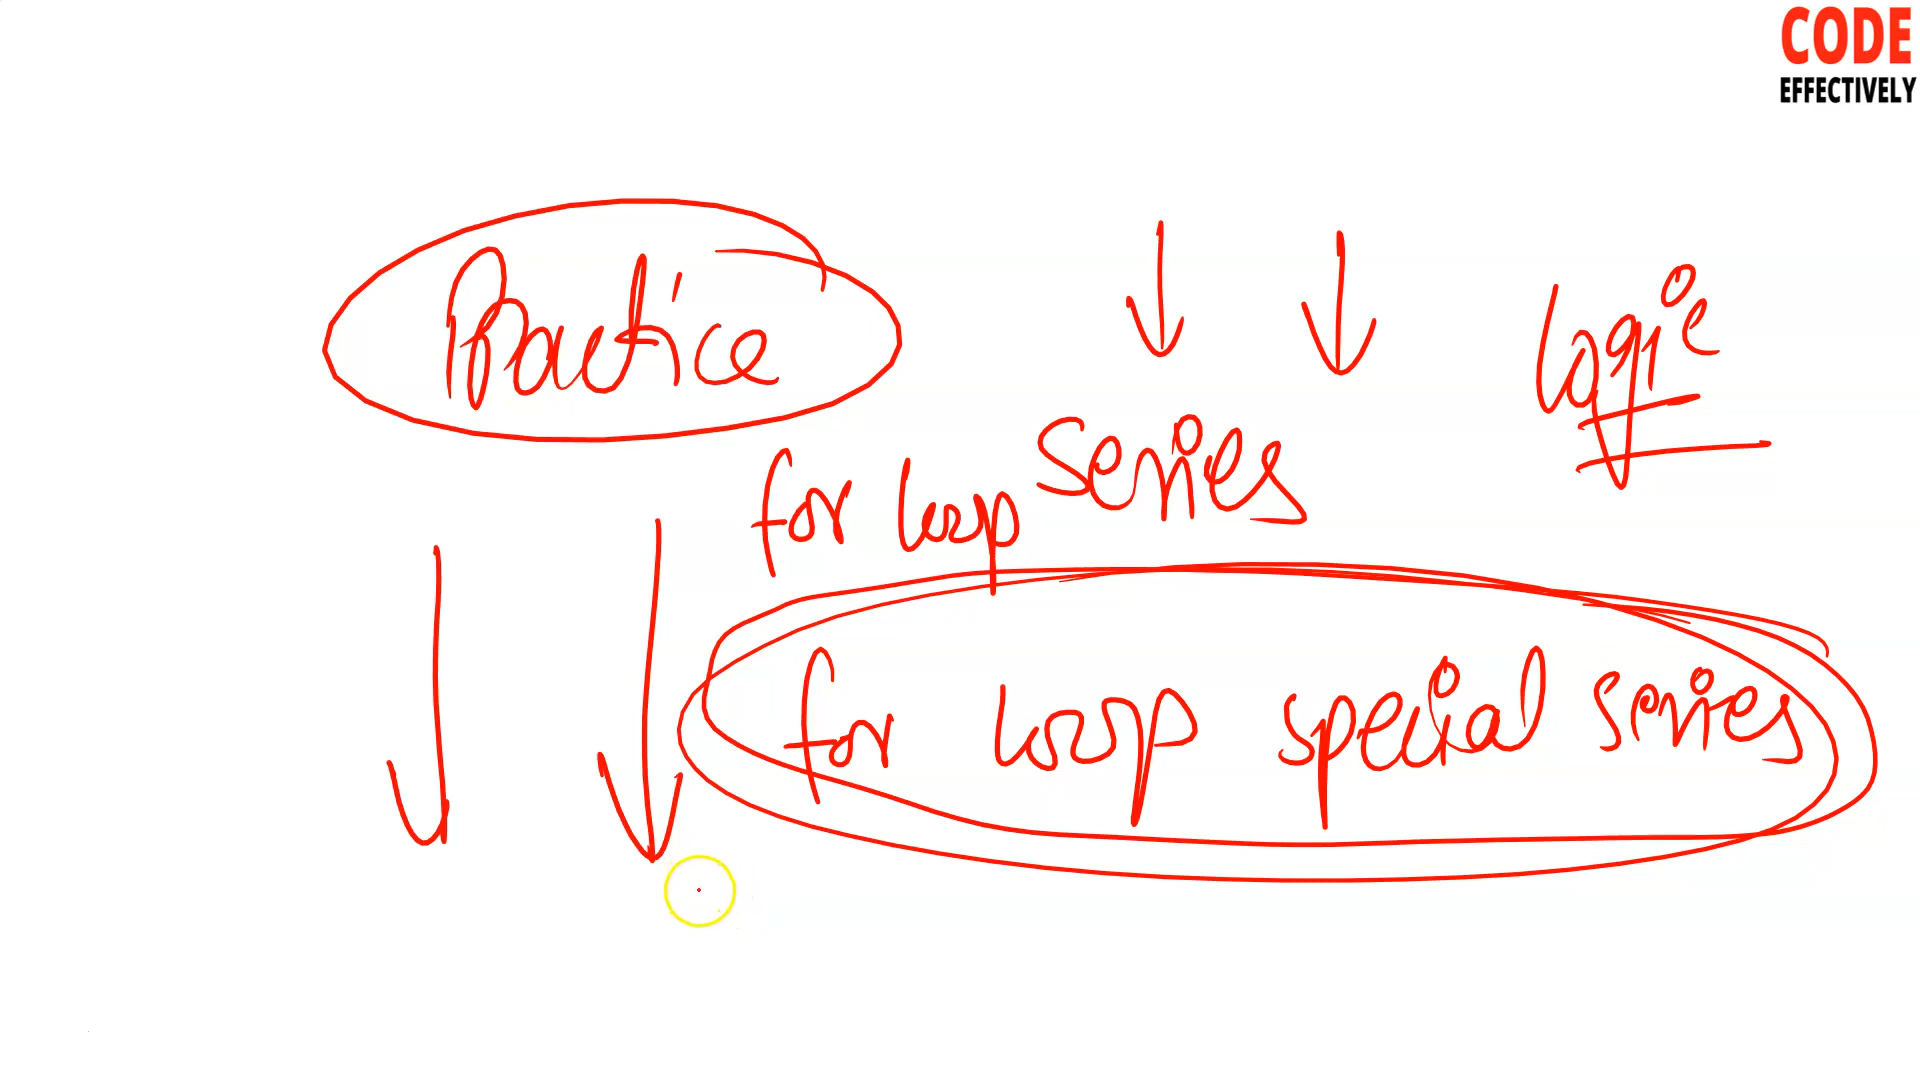 CODE
EFFECTIVELY
Practice
Logic
for loop series
for loop special series